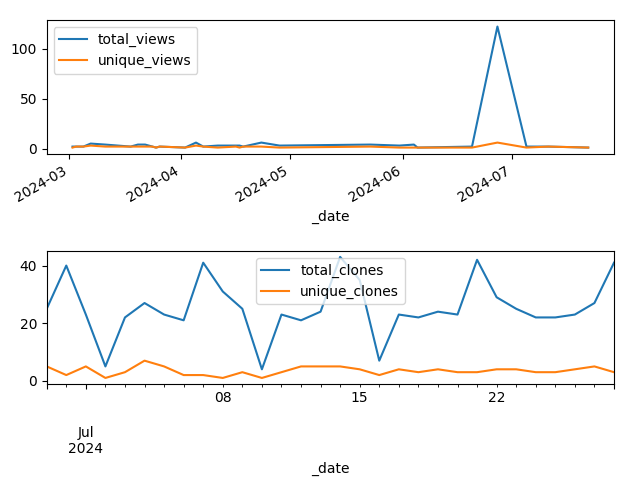 total_views
unique_views
100
50
0
2024-03
2024-04
2024-05
2024-06
2024-07
_date
total_clones
unique_clones
40
20
0
08
15
22
Jul
2024
_date